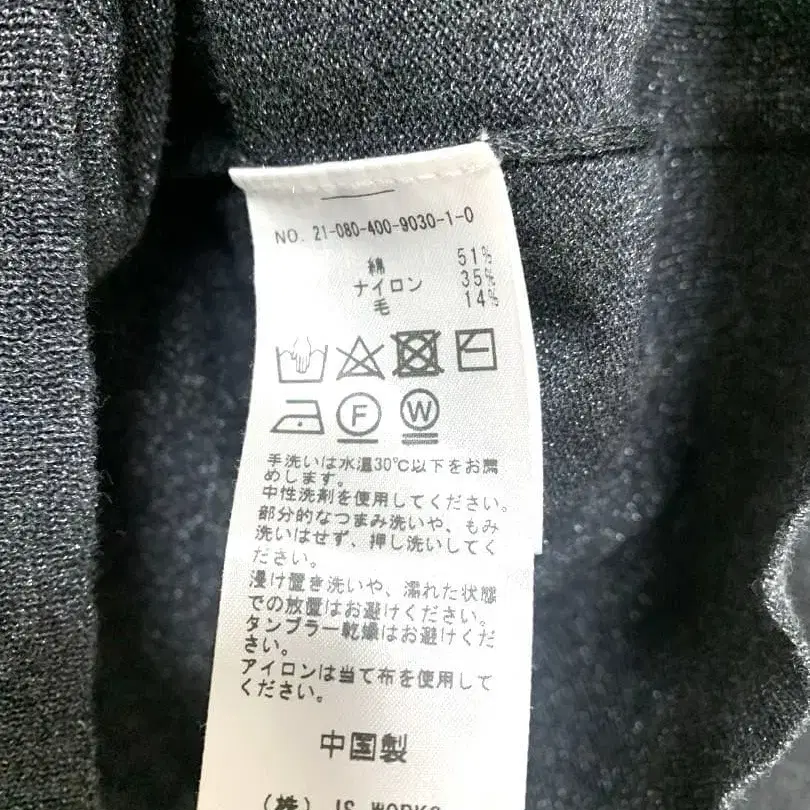 NO. 21-080-400-9030-1-0
綿 51%
ナイロン 35%
毛 14%
F W
手洗いは水温30℃以下をお薦
めします。
中性洗剤を使用してください。
部分的なつまみ洗いや、もみ
洗いはせず、押し洗いしてく
ださい。
浸け置き洗いや、濡れた状態
での放置はお避けください。
タンブラー乾燥はお避けくだ
さい。
アイロンは当て布を使用して
ください。
中国製
(株) IS WORKS